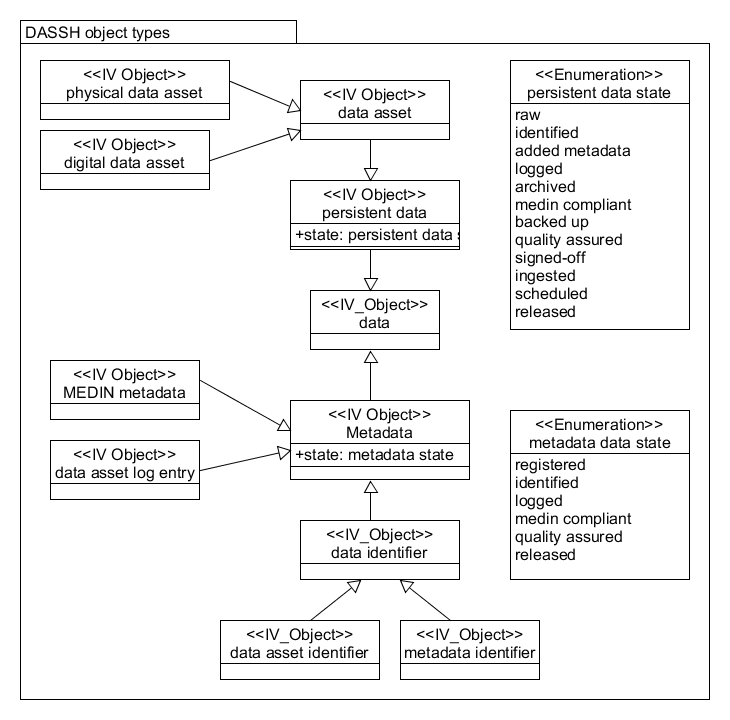 DASSH object types
<<IV Object>>
physical data asset
<<IV Object>>
digital data asset
<<IV Object>>
data asset
<<IV Object>>
persistent data
+state: persistent data s
<<IV_Object>>
data
<<IV Object>>
MEDIN metadata
<<IV Object>>
data asset log entry
<<IV Object>>
Metadata
+state: metadata state
<<IV_Object>>
data identifier
<<IV_Object>>
data asset identifier
<<IV_Object>>
metadata identifier
<<Enumeration>>
persistent data state
raw
identified
added metadata
logged
archived
medin compliant
backed up
quality assured
signed-off
ingested
scheduled
released
<<Enumeration>>
metadata data state
registered
identified
logged
medin compliant
quality assured
released